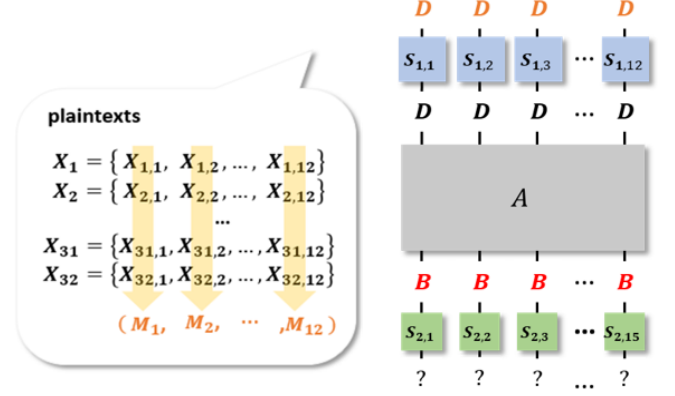 plaintexts
X₁ = { X₁,₁, X₁,₂, ..., X₁,₁₂}
X₂ = { X₂,₁, X₂,₂, ..., X₂,₁₂}
...
X₃₁ = {X₃₁,₁, X₃₁,₂, ..., X₃₁,₁₂}
X₃₂ = {X₃₂,₁, X₃₂,₂, ..., X₃₂,₁₂}
( M₁, M₂, ⋯ ,M₁₂ )
D D D D
S₁,₁ S₁,₂ S₁,₃ ⋯ S₁,₁₂
D D D ⋯ D
A
B B B ⋯ B
S₂,₁ S₂,₂ S₂,₃ ⋯ S₂,₁₅
? ? ? ... ?